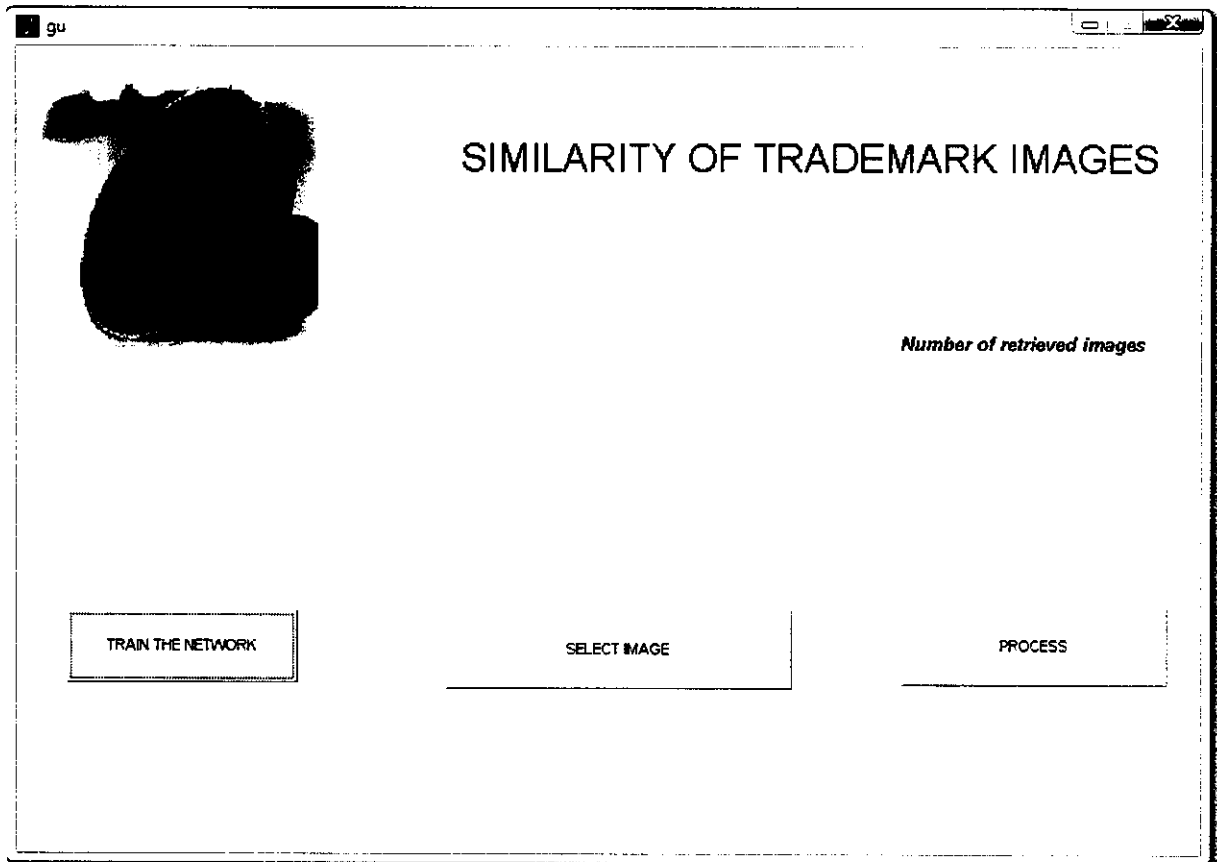 gu
SIMILARITY OF TRADEMARK IMAGES
Number of retrieved images
TRAIN THE NETWORK
SELECT IMAGE
PROCESS